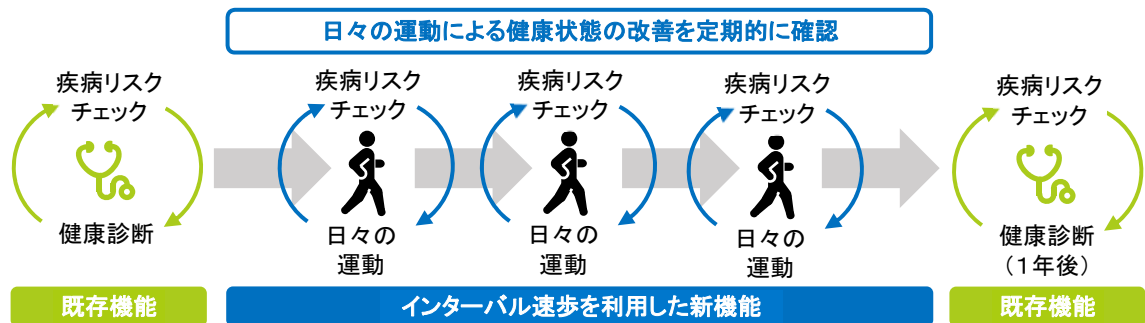 日々の運動による健康状態の改善を定期的に確認
疾病リスク
チェック
健康診断
疾病リスク
チェック
日々の
運動
疾病リスク
チェック
日々の
運動
疾病リスク
チェック
日々の
運動
疾病リスク
チェック
健康診断
（１年後）
既存機能
インターバル速歩を利用した新機能
既存機能